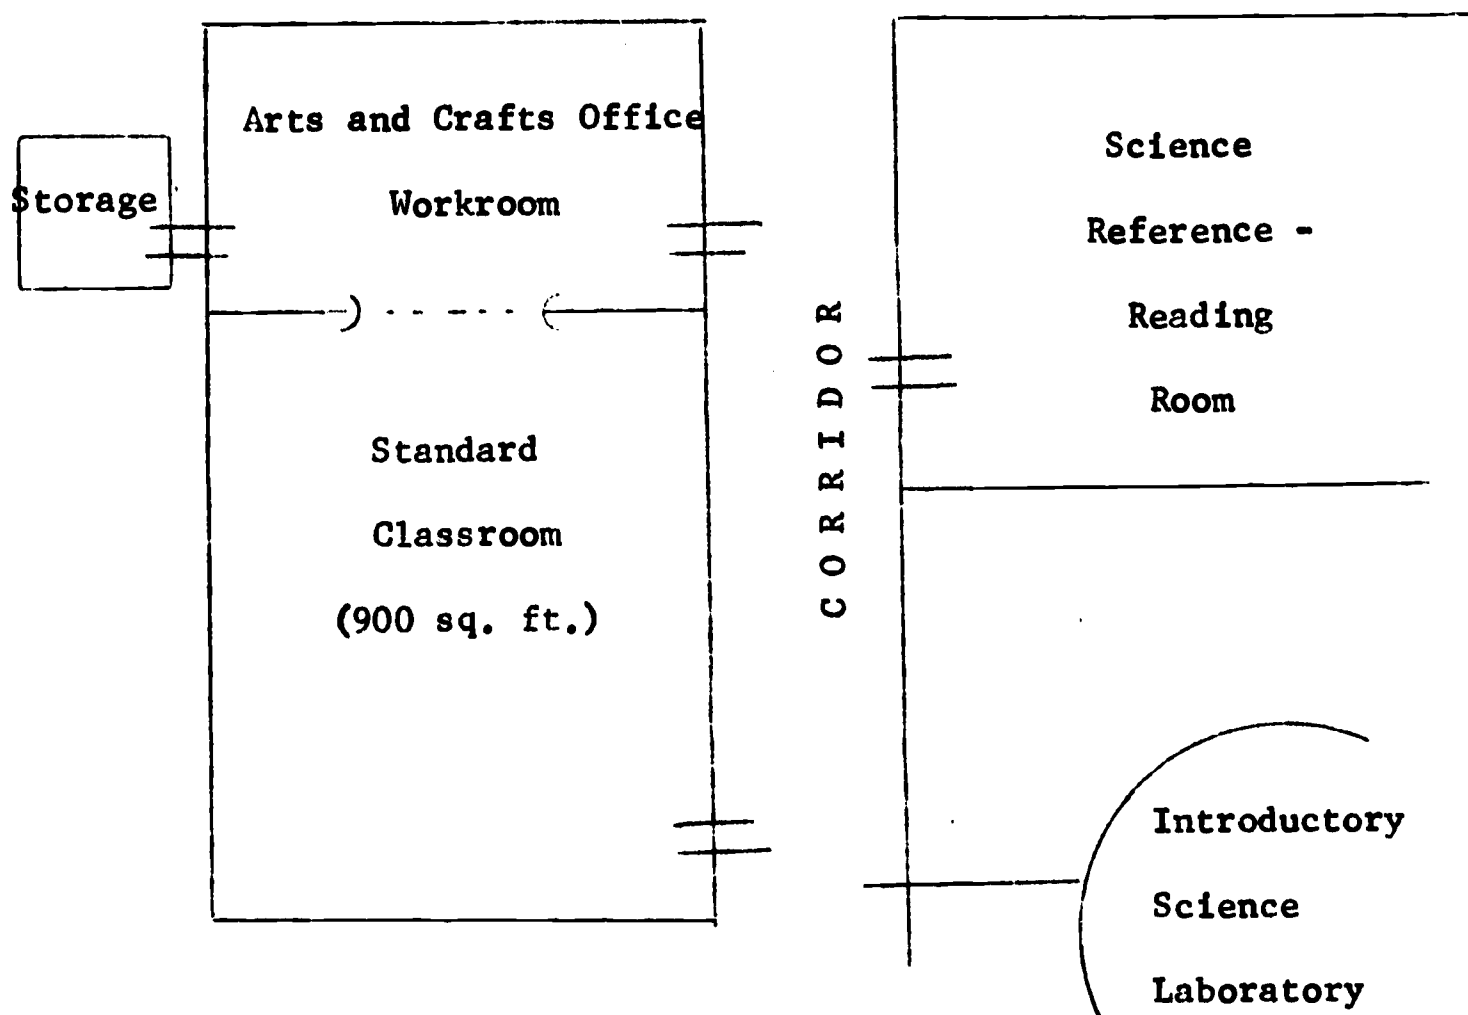 Arts and Crafts Office
Workroom
Storage
Standard
Classroom
(900 sq. ft.)
CORRIDOR
Science
Reference -
Reading
Room
Introductory
Science
Laboratory